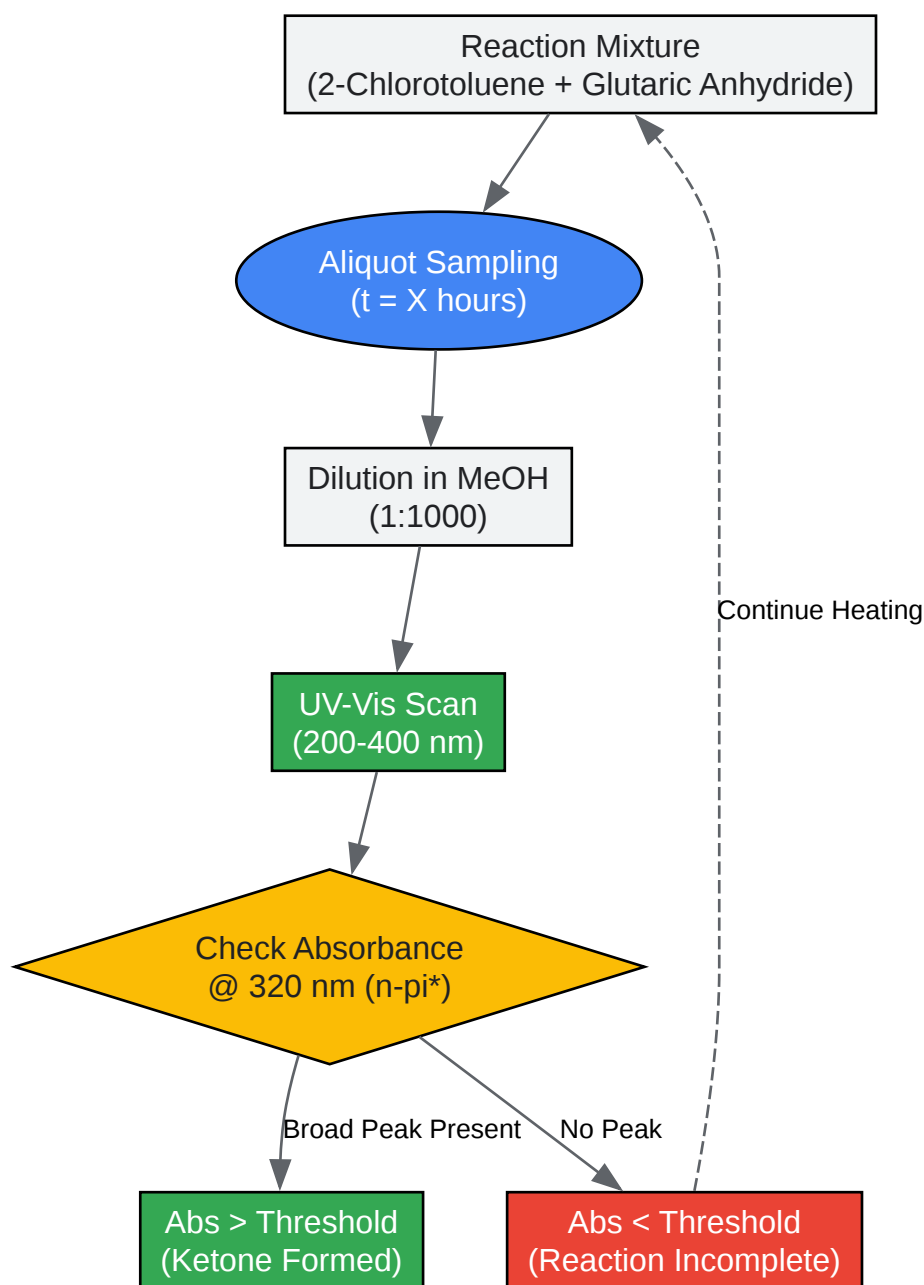 Reaction Mixture
(2-Chlorotoluene + Glutaric Anhydride)
Aliquot Sampling
(t = X hours)
Dilution in MeOH
(1:1000)
Continue Heating
UV-Vis Scan
(200-400 nm)
Check Absorbance
@ 320 nm (n-pi*)
Broad Peak Present
No Peak
Abs > Threshold
(Ketone Formed)
Abs < Threshold
(Reaction Incomplete)